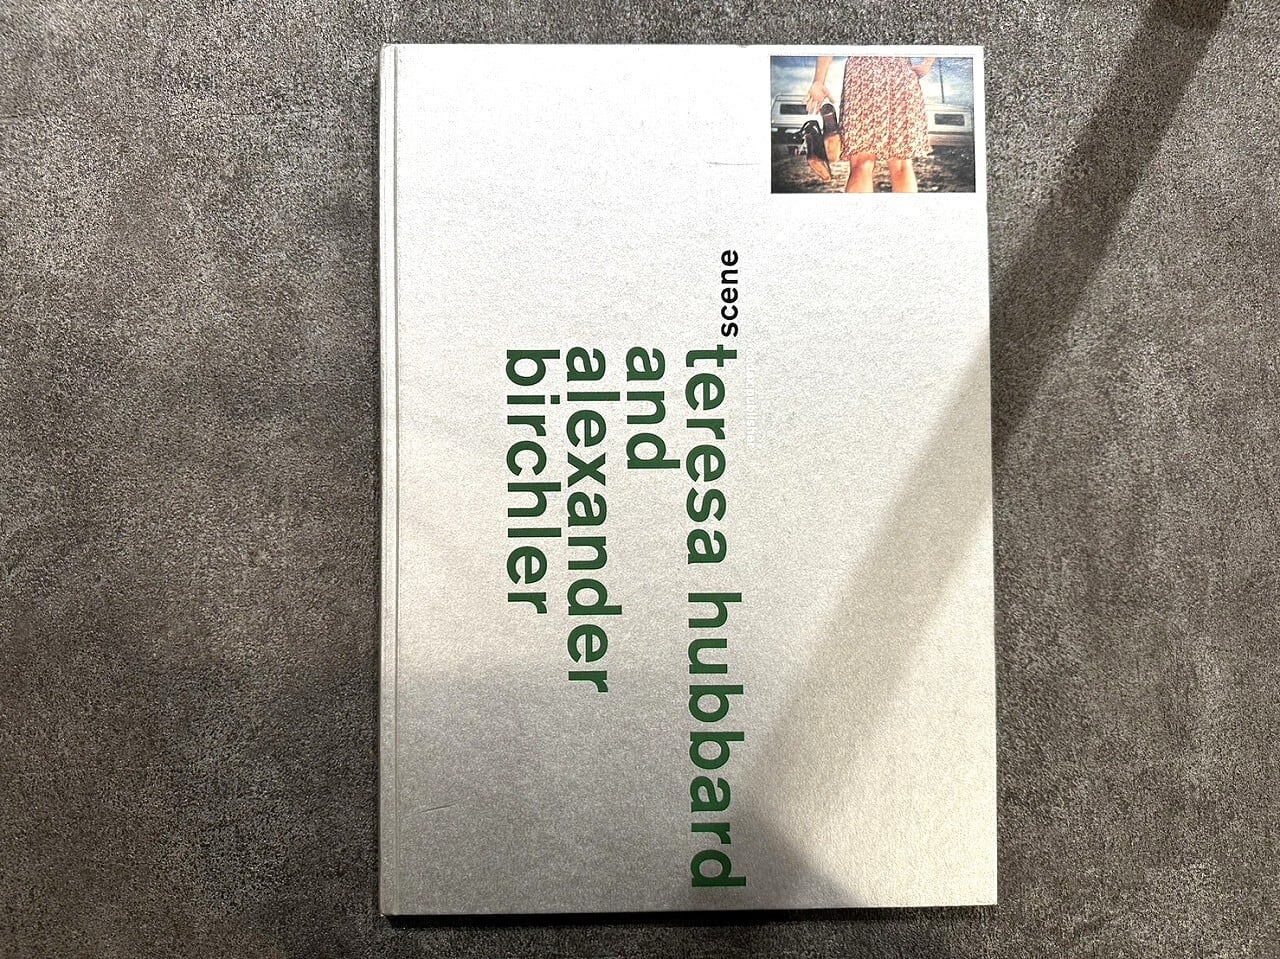 scene
teresa hubbard
and
alexander
birchler